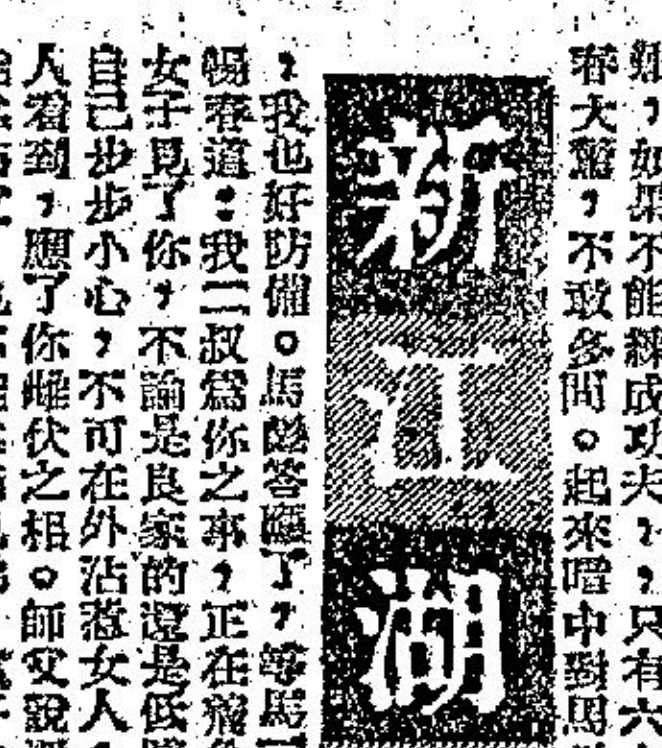 難，如果不能練成功夫，，只有六
春大驚，不敢多問。起來暗中對馬
新江湖
，我也好防備。馬彪答應了，等馬
暢春道：我二叔爲你之事，正在
女子見了你，不論是良家的還是低
自己步步小心，不可在外沾惹女人，
人看到，應了你雌伏之相。師父說